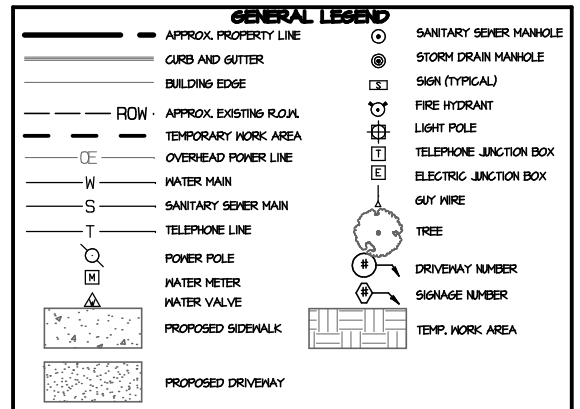 GENERAL LEGEND
APPROX. PROPERTY LINE
CURB AND GUTTER
BUILDING EDGE
ROW APPROX. EXISTING R.O.W.
TEMPORARY WORK AREA
OE OVERHEAD POWER LINE
W WATER MAIN
S SANITARY SEWER MAIN
T TELEPHONE LINE
POWER POLE
M WATER METER
W WATER VALVE
PROPOSED SIDEWALK
PROPOSED DRIVEWAY
SANITARY SEWER MANHOLE
STORM DRAIN MANHOLE
S SIGN (TYPICAL)
FIRE HYDRANT
LIGHT POLE
T TELEPHONE JUNCTION BOX
E ELECTRIC JUNCTION BOX
GUY WIRE
TREE
# DRIVEWAY NUMBER
# SIGNAGE NUMBER
TEMP. WORK AREA